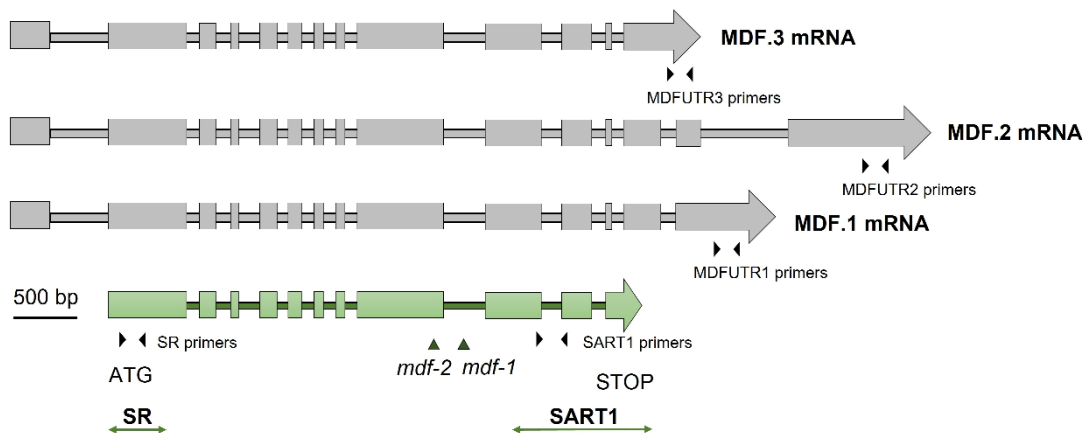 MDF.3 mRNA
MDFUTR3 primers
MDF.2 mRNA
MDFUTR2 primers
MDF.1 mRNA
MDFUTR1 primers
500 bp
SR primers
mdf-2 mdf-1
SART1 primers
ATG
STOP
SR
SART1